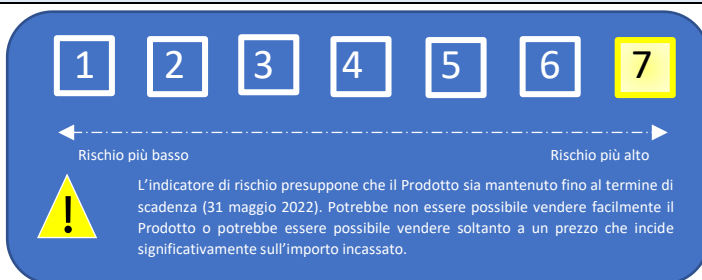 1 2 3 4 5 6 7
Rischio più basso Rischio più alto
L'indicatore di rischio presuppone che il Prodotto sia mantenuto fino al termine di
scadenza (31 maggio 2022). Potrebbe non essere possibile vendere facilmente il
Prodotto o potrebbe essere possibile vendere soltanto a un prezzo che incide
significativamente sull'importo incassato.
!